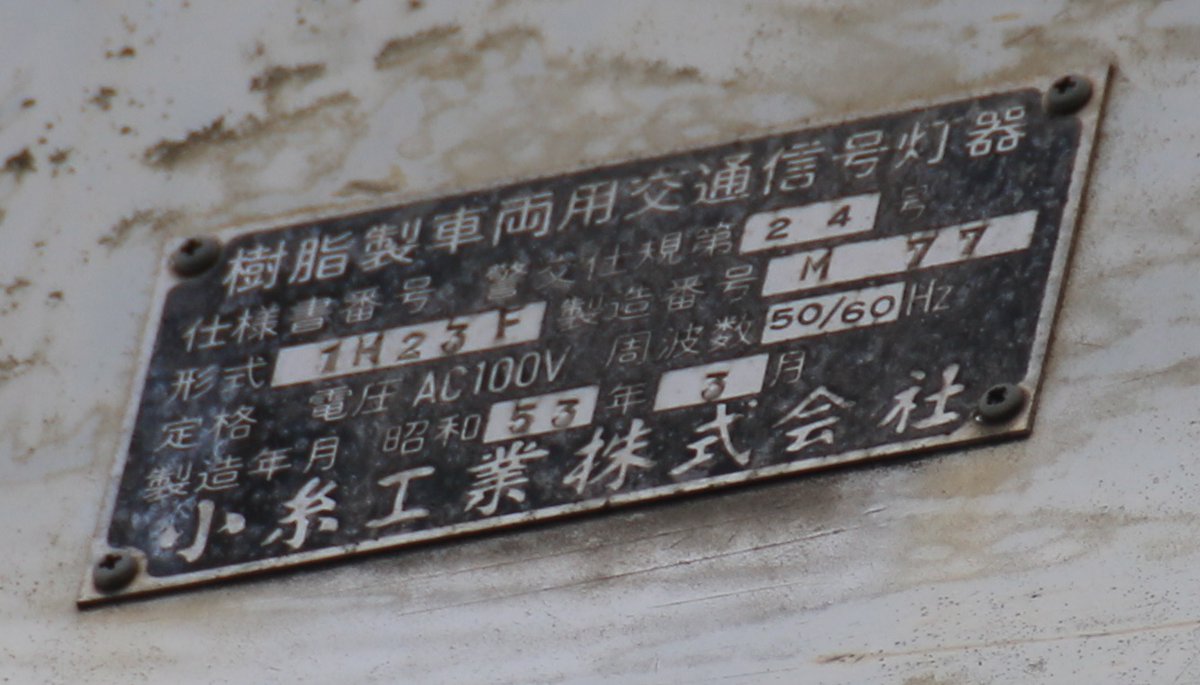 樹脂製車両用交通信号灯器
仕様書番号 警交仕規第 24 号
形式 1H23F 製造番号 M 77
定格 電圧 AC100V 周波数 50/60 Hz
製造年月 昭和 53 年 3 月
小糸工業株式会社